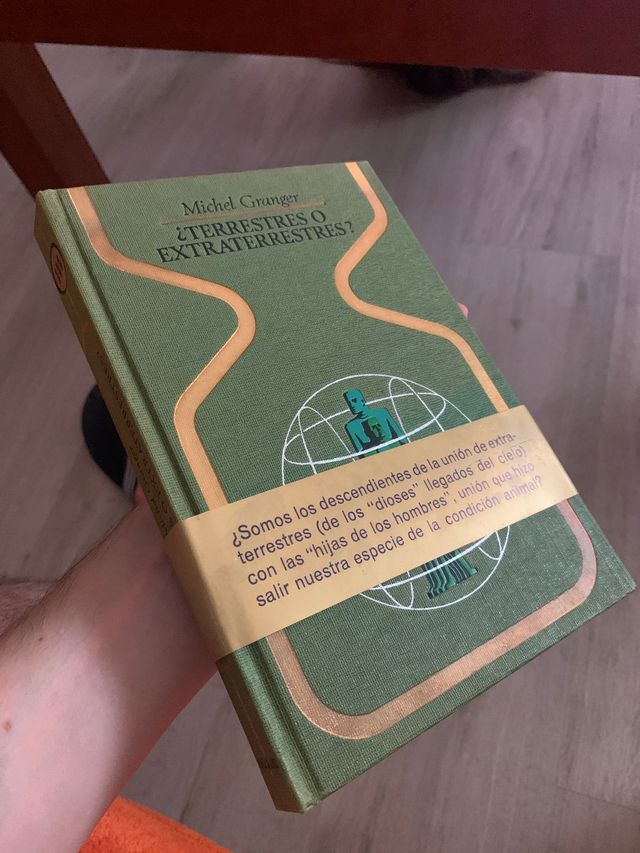 Michel Granger
¿TERRESTRES O
EXTRATERRESTRES?
¿Somos los descendientes de la unión de extra-
terrestres (de los "dioses" llegados del cielo)
con las "hijas de los hombres", unión que hizo
salir nuestra especie de la condición animal?